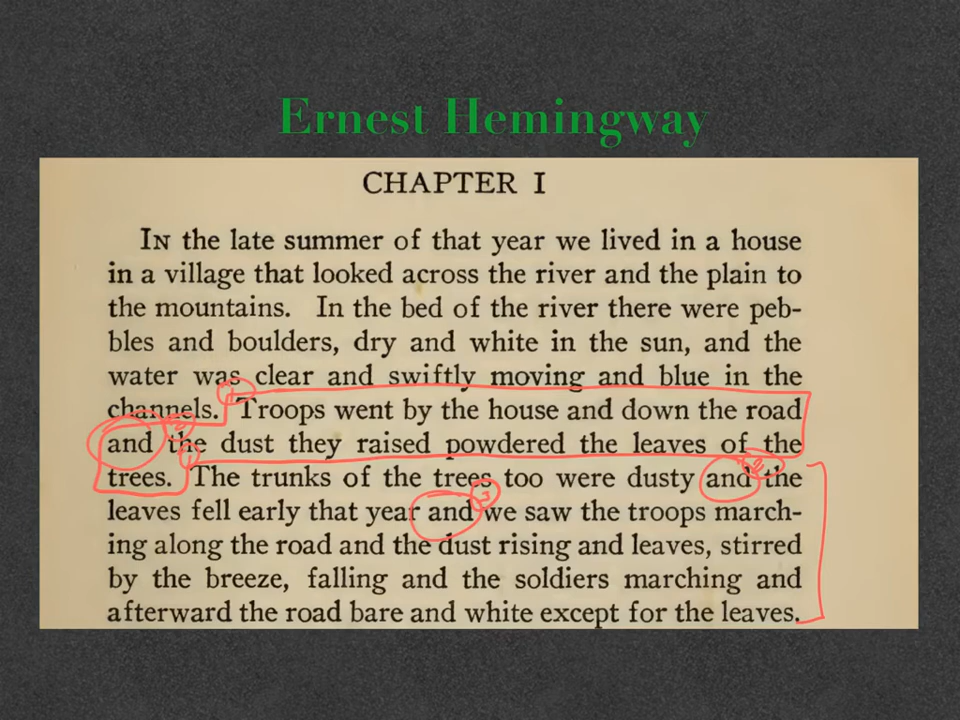 Ernest Hemingway
CHAPTER I
IN the late summer of that year we lived in a house
in a village that looked across the river and the plain to
the mountains. In the bed of the river there were peb-
bles and boulders, dry and white in the sun, and the
water was clear and swiftly moving and blue in the
channels. Troops went by the house and down the road
and the dust they raised powdered the leaves of the
trees. The trunks of the trees too were dusty and the
leaves fell early that year and we saw the troops march-
ing along the road and the dust rising and leaves, stirred
by the breeze, falling and the soldiers marching and
afterward the road bare and white except for the leaves.